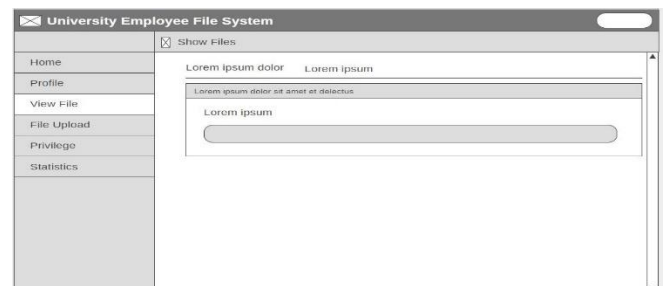 University Employee File System
Show Files
Home
Profile
View File
File Upload
Privilege
Statistics
Lorem ipsum dolor Lorem ipsum
Lorem ipsum dolor sit amet et delectus
Lorem ipsum